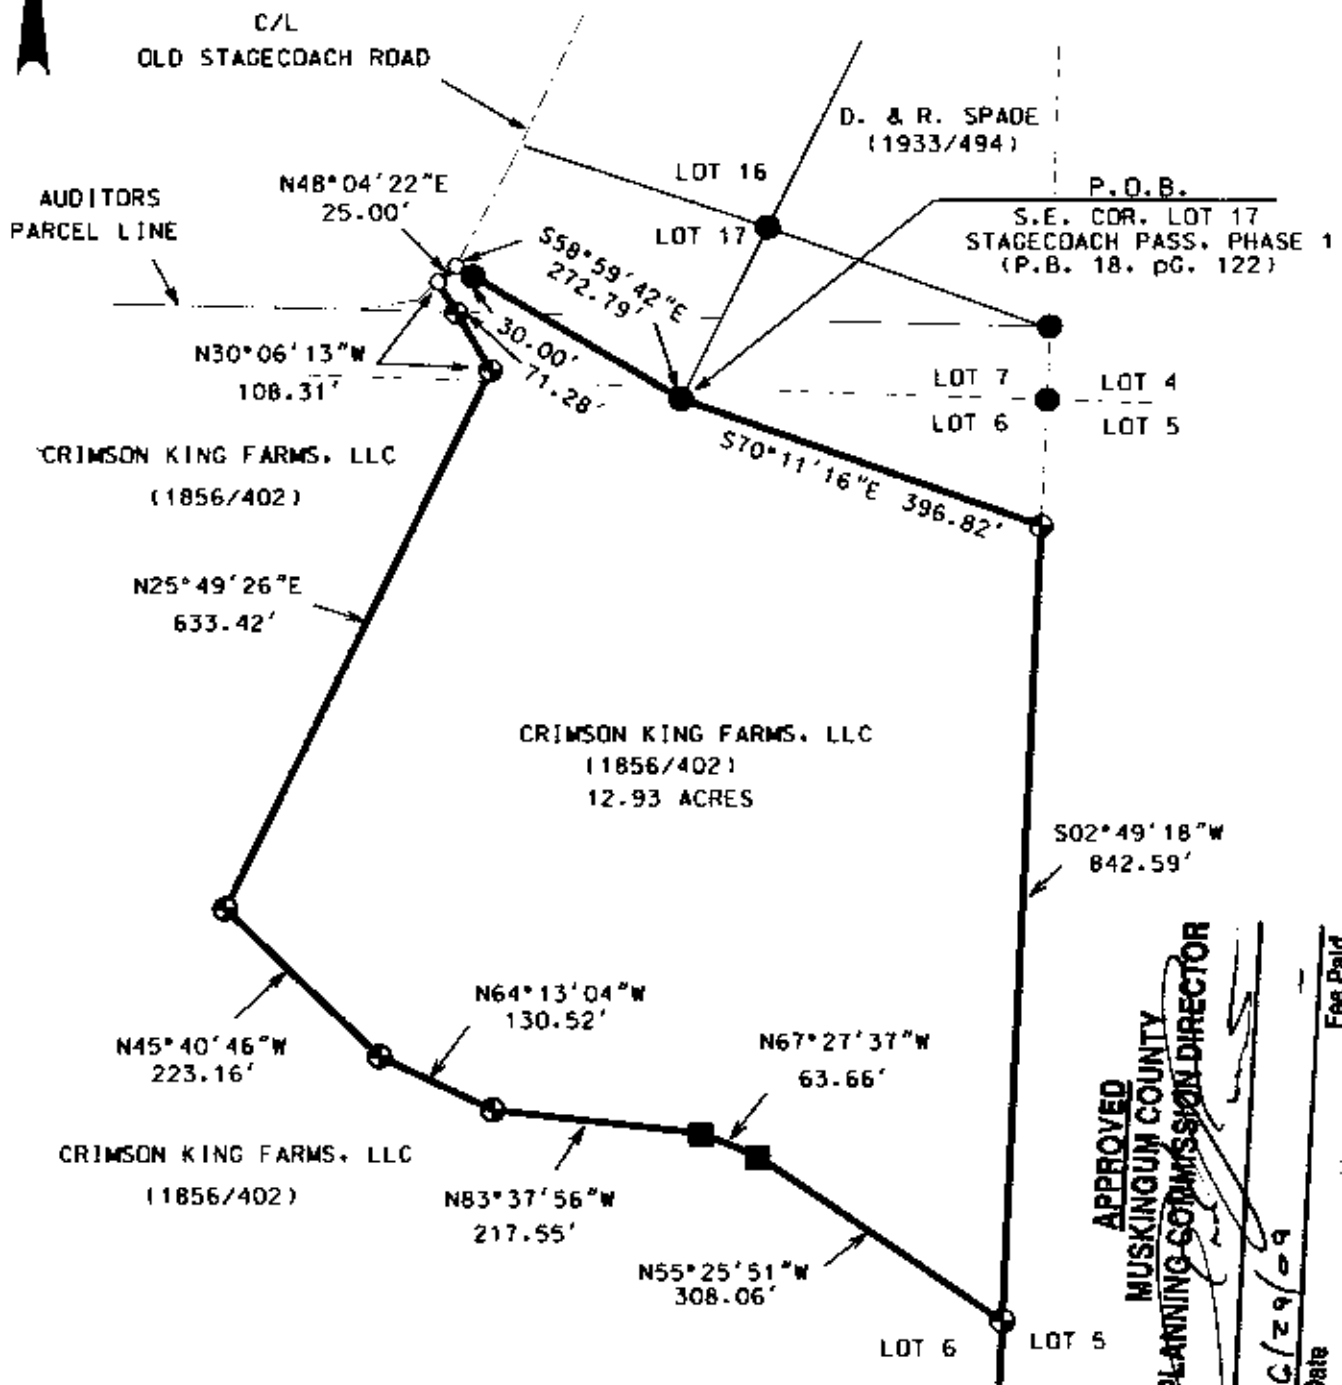 C/L
OLD STAGECOACH ROAD
D. & R. SPADE
(1933/494)
LOT 16
N48°04'22"E
25.00'
AUDITORS
PARCEL LINE
P.O.B.
S.E. COR. LOT 17
STAGECOACH PASS. PHASE 1
(P.B. 18. pG. 122)
LOT 17
S58°59'42"E
272.79'
30.00'
71.28'
N30°06'13"W
108.31'
LOT 7
LOT 4
LOT 6
LOT 5
CRIMSON KING FARMS, LLC
(1856/402)
S70°11'16"E 396.82'
N25°49'26"E
633.42'
CRIMSON KING FARMS, LLC
(1856/402)
12.93 ACRES
S02°49'18"W
842.59'
N64°13'04"W
130.52'
N45°40'46"W
223.16'
N67°27'37"W
63.66'
CRIMSON KING FARMS, LLC
(1856/402)
N83°37'56"W
217.55'
N55°25'51"W
308.06'
LOT 6
LOT 5
APPROVED
MUSKINGUM COUNTY
PLANNING COMMISSION DIRECTOR
6/29/09
Date
Fee Paid